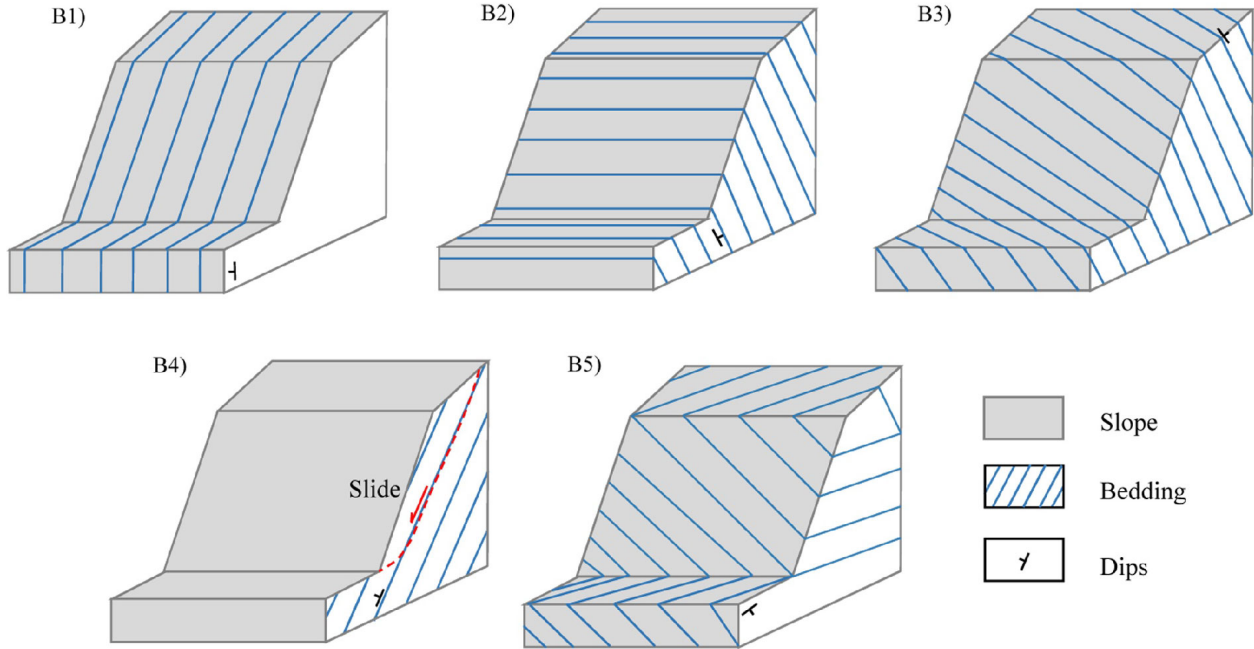 B1)
B2)
B3)
B4)
B5)
Slide
Slope
Bedding
Dips